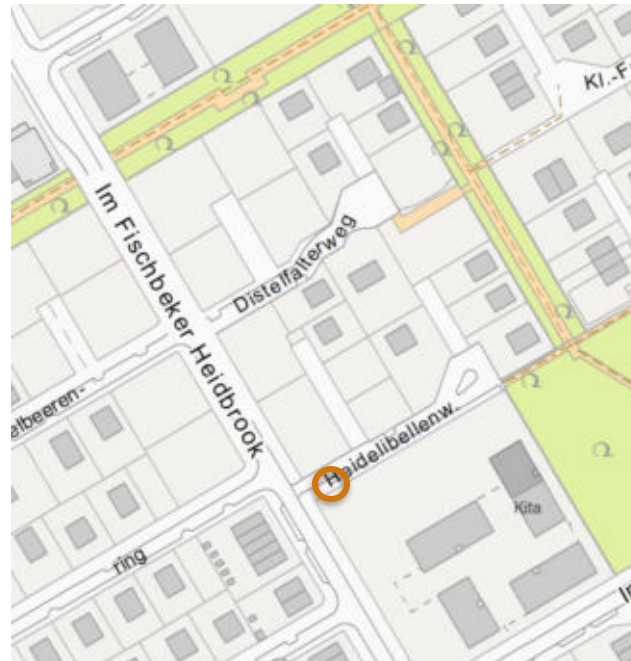 Kl.-F
Im Fischbeker Heidbrook
Distelfalterweg
elbeeren-
Heidelibellenw.
Kita
ring